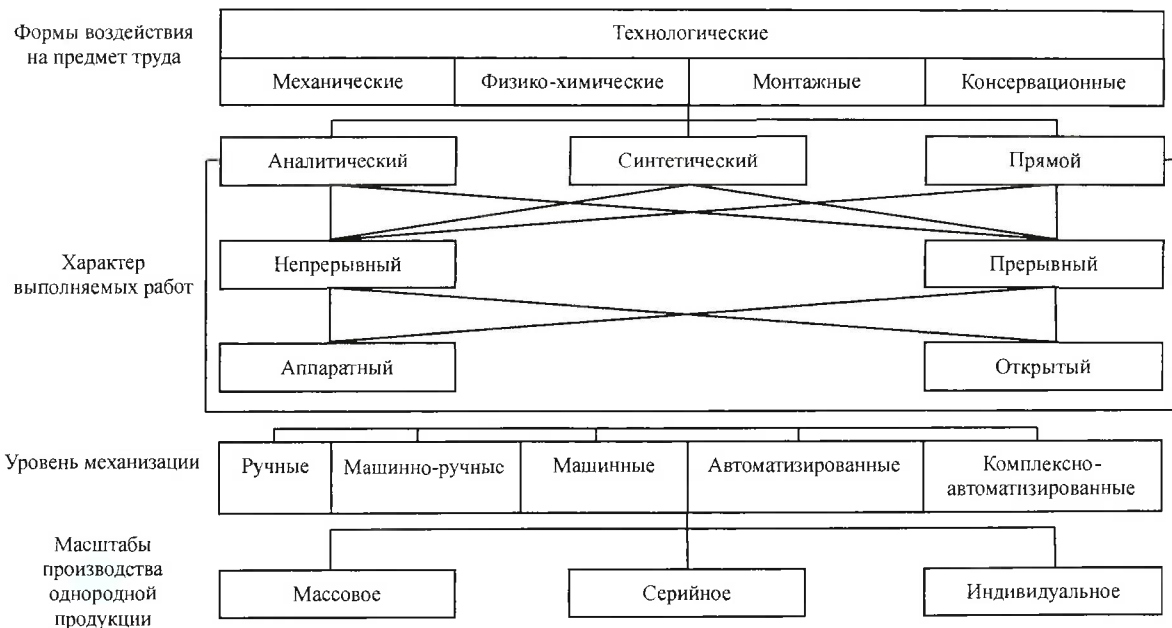 Формы воздействия
на предмет труда
Технологические
Механические
Физико-химические
Монтажные
Консервационные
Аналитический
Синтетический
Прямой
Характер
выполняемых работ
Непрерывный
Прерывный
Аппаратный
Открытый
Уровень механизации
Ручные
Машинно-ручные
Машинные
Автоматизированные
Комплексно-
автоматизированные
Масштабы
производства
однородной
продукции
Массовое
Серийное
Индивидуальное